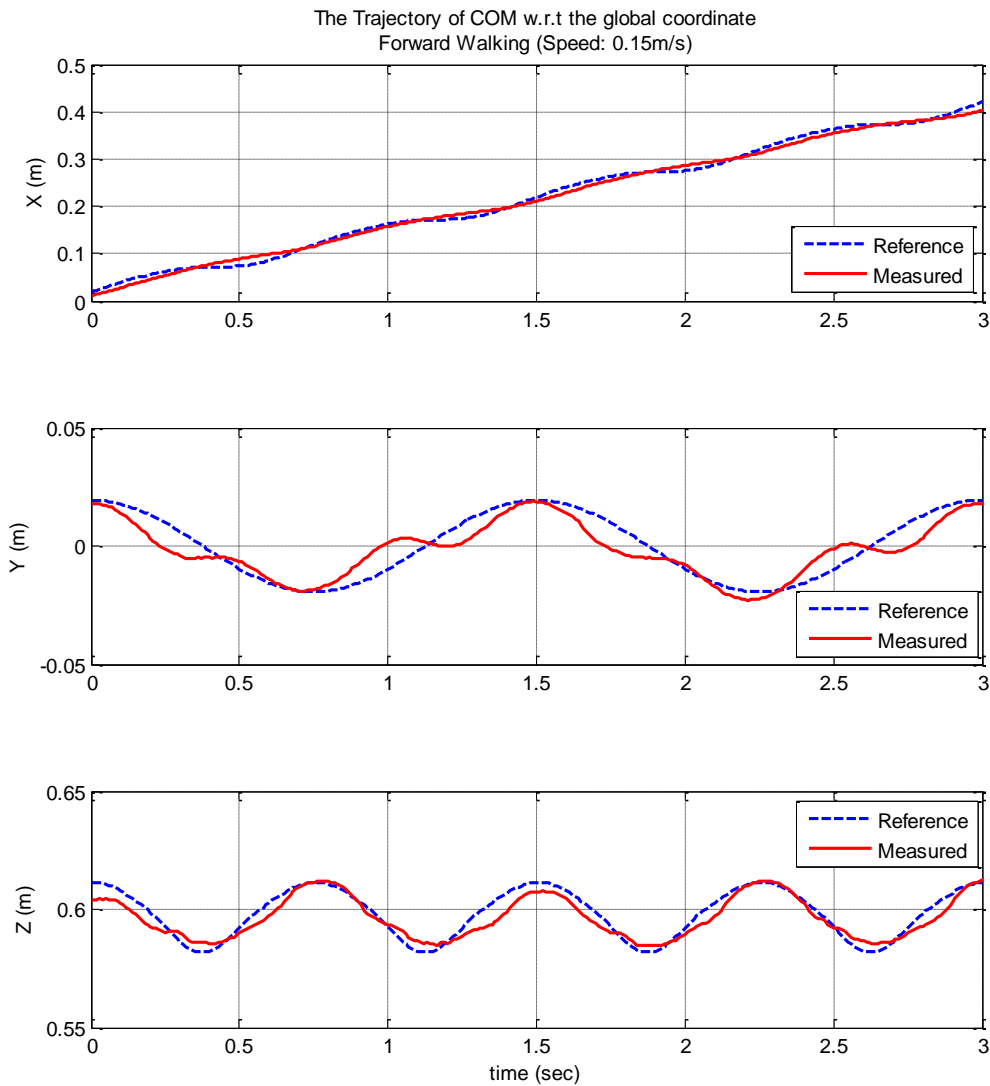 The Trajectory of COM w.r.t the global coordinate
Forward Walking (Speed: 0.15m/s)
0.5
0.4
0.3
0.2
0.1
0
X (m)
Reference
Measured
0 0.5 1 1.5 2 2.5 3
0.05
0
-0.05
Y (m)
Reference
Measured
0 0.5 1 1.5 2 2.5 3
0.65
0.6
0.55
Z (m)
Reference
Measured
0 0.5 1 1.5 2 2.5 3
time (sec)